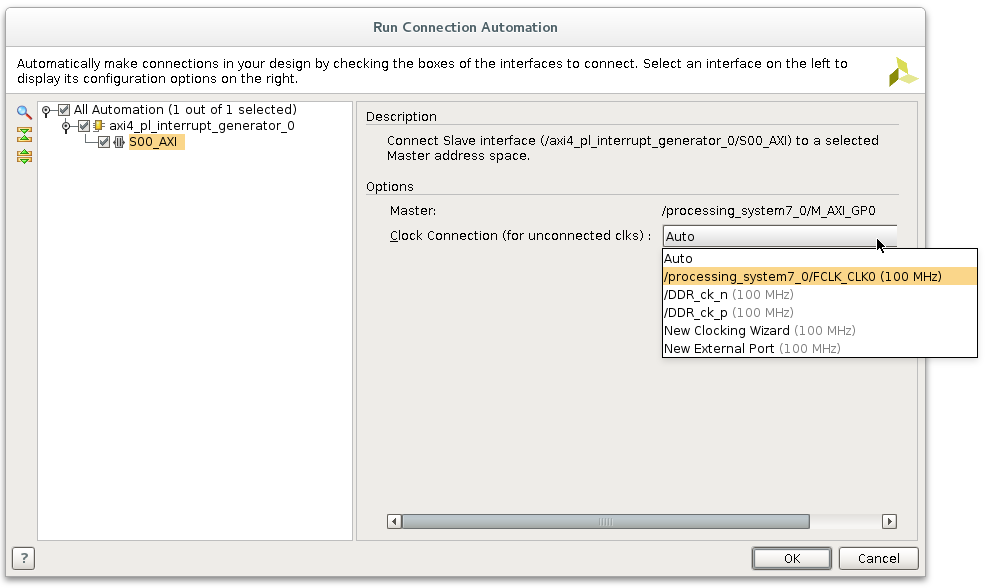 Run Connection Automation
Automatically make connections in your design by checking the boxes of the interfaces to connect. Select an interface on the left to
display its configuration options on the right.
All Automation (1 out of 1 selected)
axi4_pl_interrupt_generator_0
S00_AXI
Description
Connect Slave interface (/axi4_pl_interrupt_generator_0/S00_AXI) to a selected
Master address space.
Options
Master: /processing_system7_0/M_AXI_GP0
Clock Connection (for unconnected clks) : Auto
Auto
/processing_system7_0/FCLK_CLK0 (100 MHz)
/DDR_ck_n (100 MHz)
/DDR_ck_p (100 MHz)
New Clocking Wizard (100 MHz)
New External Port (100 MHz)
? OK Cancel